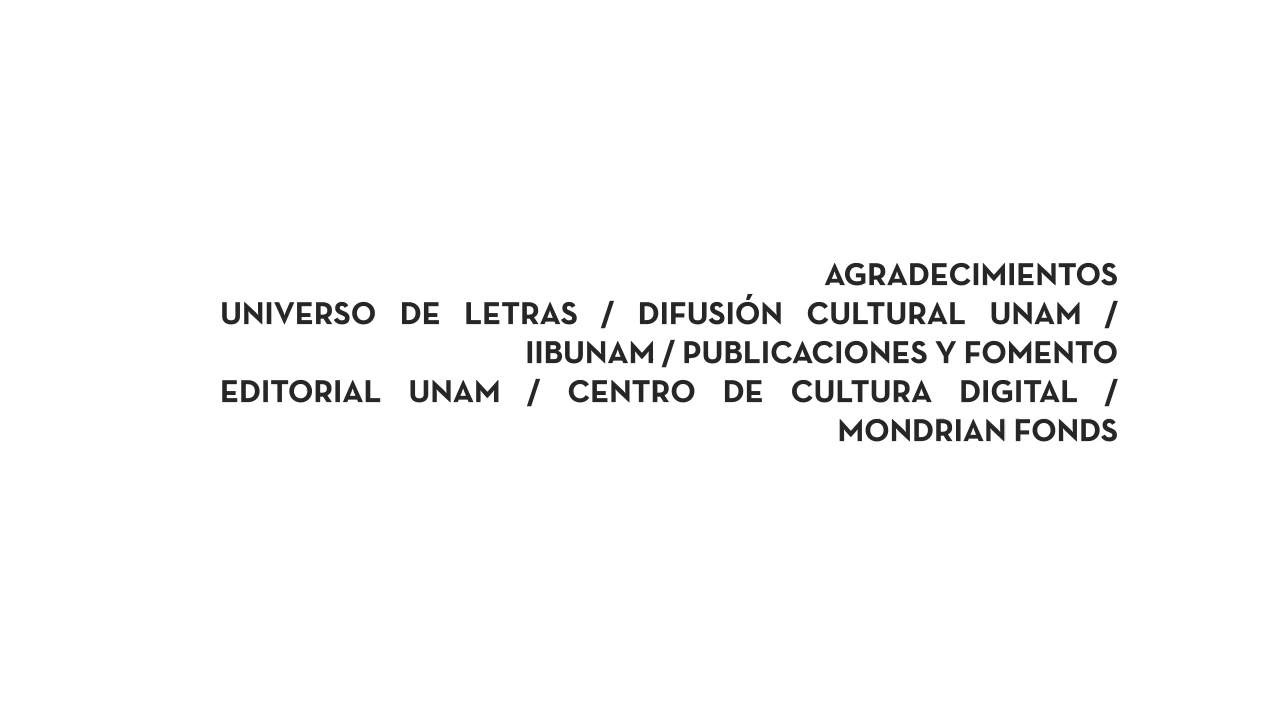 AGRADECIMIENTOS
UNIVERSO DE LETRAS / DIFUSIÓN CULTURAL UNAM /
IIBUNAM / PUBLICACIONES Y FOMENTO
EDITORIAL UNAM / CENTRO DE CULTURA DIGITAL /
MONDRIAN FONDS